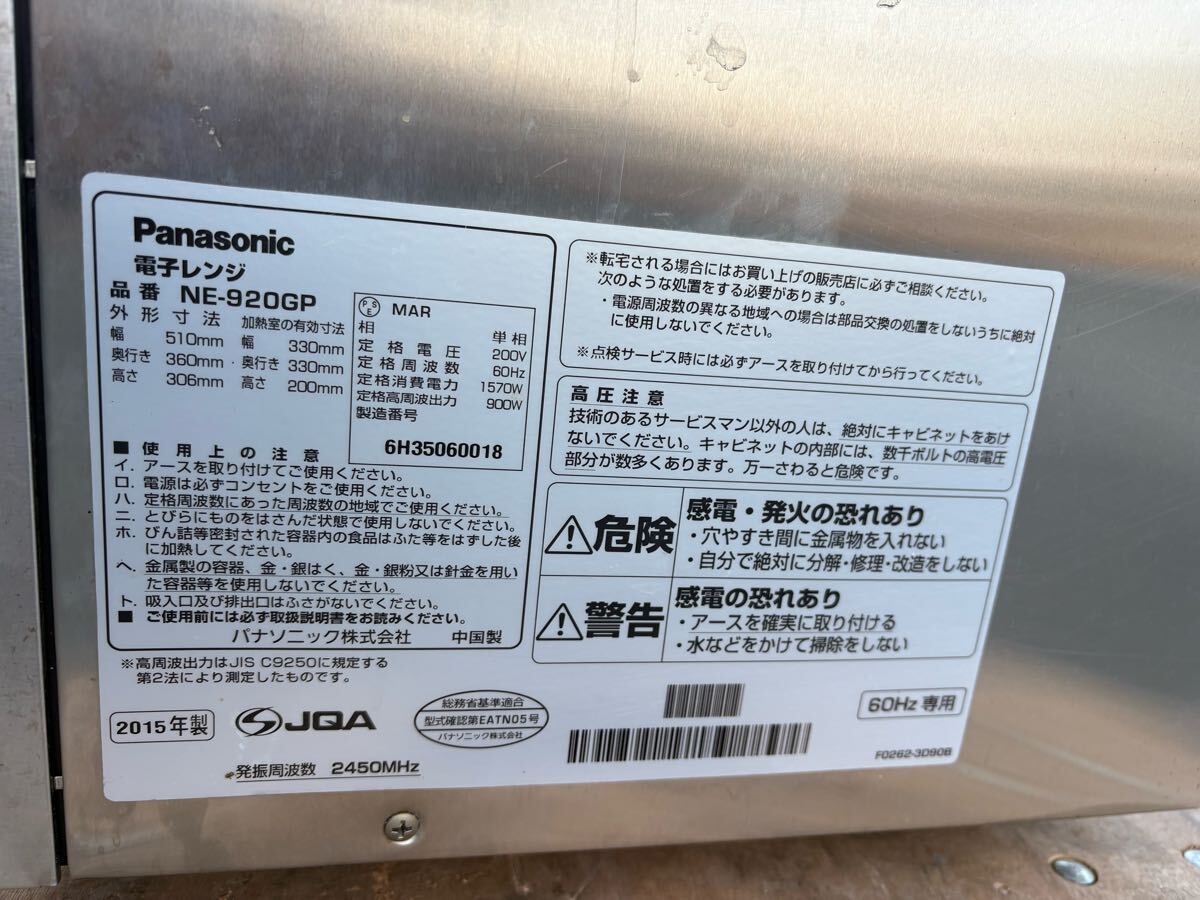 Panasonic
電子レンジ
品番 NE-920GP
外形寸法 加熱室の有効寸法
幅 510mm 幅 330mm
奥行き 360mm 奥行き 330mm
高さ 306mm 高さ 200mm
PSE MAR
相 単相
定格電圧 200V
定格周波数 60Hz
定格消費電力 1570W
定格高周波出力 900W
製造番号
6H35060018
■ 使用上の注意
イ. アースを取り付けてご使用ください。
ロ. 電源は必ずコンセントをご使用ください。
ハ. 定格周波数にあった周波数の地域でご使用ください。
ニ. とびらにものをはさんだ状態で使用しないでください。
ホ. びん詰等密封された容器内の食品はふた等をはずした後
に加熱してください。
ヘ. 金属製の容器、金・銀はく、金・銀粉又は針金を用い
た容器等を使用しないでください。
ト. 吸入口及び排出口はふさがないでください。
■ ご使用前には必ず取扱説明書をお読みください。
パナソニック株式会社 中国製
※高周波出力はJIS C9250に規定する
第2法により測定したものです。
2015年製
JQA
総務省基準適合
型式確認第EATN05号
パナソニック株式会社
発振周波数 2450MHz
※転宅される場合にはお買い上げの販売店に必ずご相談ください。
次のような処置をする必要があります。
・電源周波数の異なる地域への場合は部品交換の処置をしないうちに絶対
に使用しないでください。
※点検サービス時には必ずアースを取り付けてから行ってください。
高圧注意
技術のあるサービスマン以外の人は、絶対にキャビネットをあけ
ないでください。キャビネットの内部には、数千ボルトの高電圧
部分が数多くあります。万一さわると危険です。
危険
感電・発火の恐れあり
・穴やすき間に金属物を入れない
・自分で絶対に分解・修理・改造をしない
警告
感電の恐れあり
・アースを確実に取り付ける
・水などをかけて掃除をしない
60Hz専用
F0262-3D90B